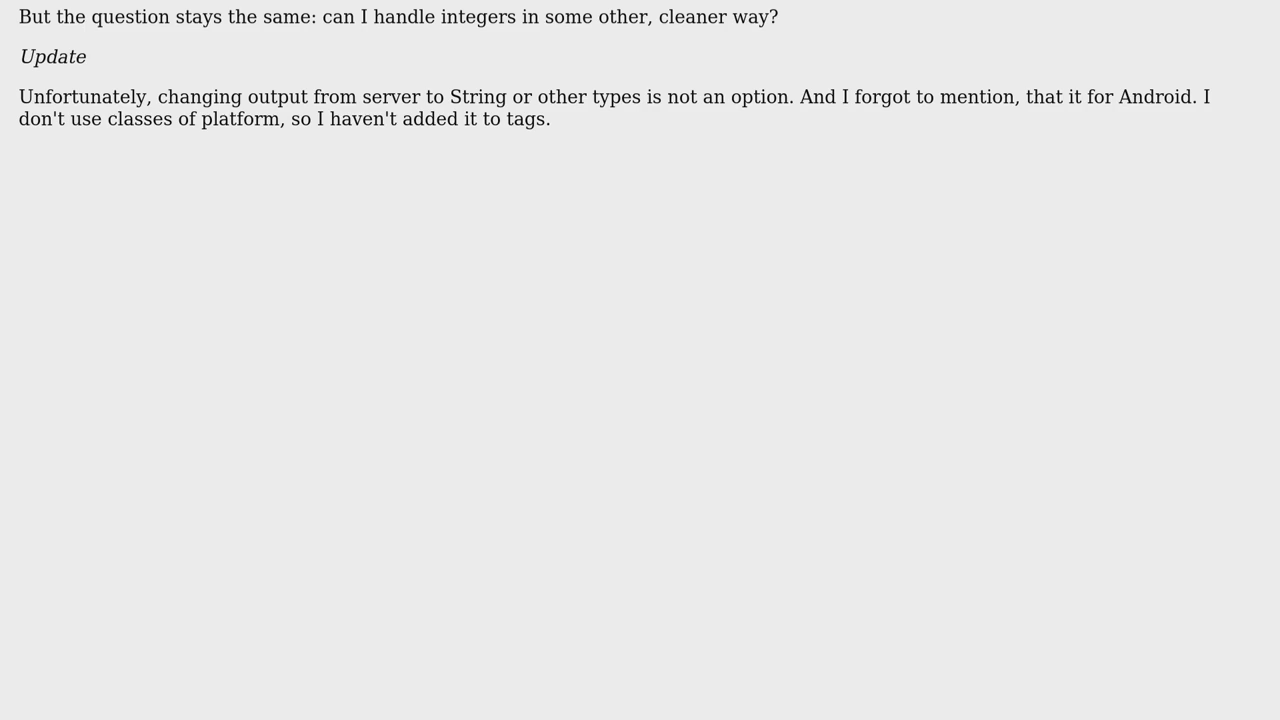 But the question stays the same: can I handle integers in some other, cleaner way?
Update
Unfortunately, changing output from server to String or other types is not an option. And I forgot to mention, that it for Android. I
don't use classes of platform, so I haven't added it to tags.